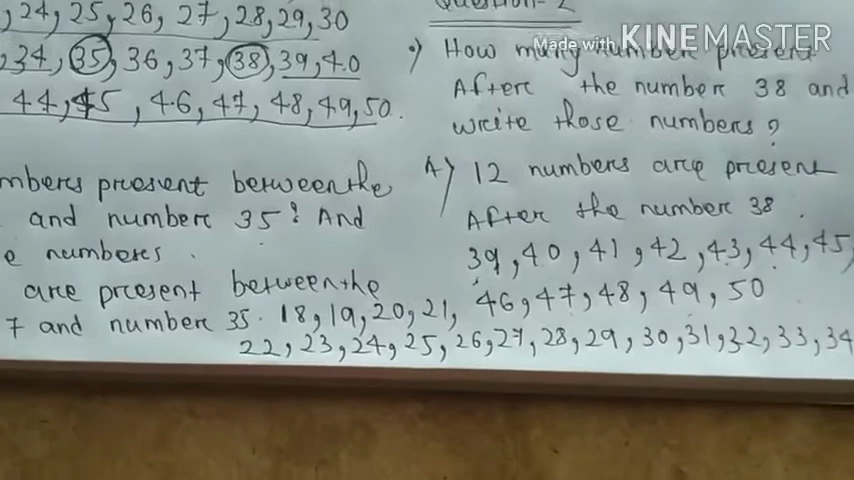 , 24, 25, 26, 27, 28, 29, 30
, 34, 35, 36, 37, 38, 39, 40
44, 45, 46, 47, 48, 49, 50.
mbers present between the
and number 35? And
e numbers.
are present between the
7 and number 35. 18, 19, 20, 21,
22, 23, 24, 25, 26, 27, 28, 29, 30, 31, 32, 33, 34
Question - 2
Made with KINEMASTER
How many number present
After the number 38 and
write those numbers?
A) 12 numbers are present
After the number 38.
39, 40, 41, 42, 43, 44, 45,
46, 47, 48, 49, 50